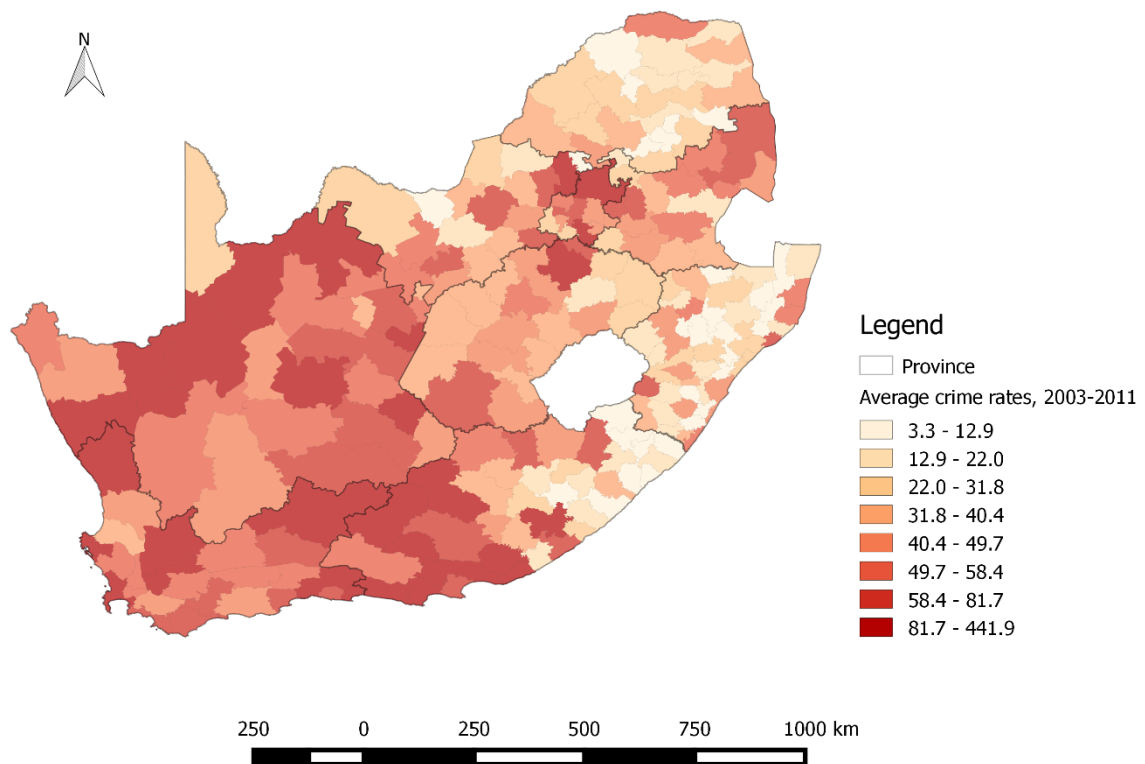 N
Legend
Province
Average crime rates, 2003-2011
3.3 - 12.9
12.9 - 22.0
22.0 - 31.8
31.8 - 40.4
40.4 - 49.7
49.7 - 58.4
58.4 - 81.7
81.7 - 441.9
250 0 250 500 750 1000 km